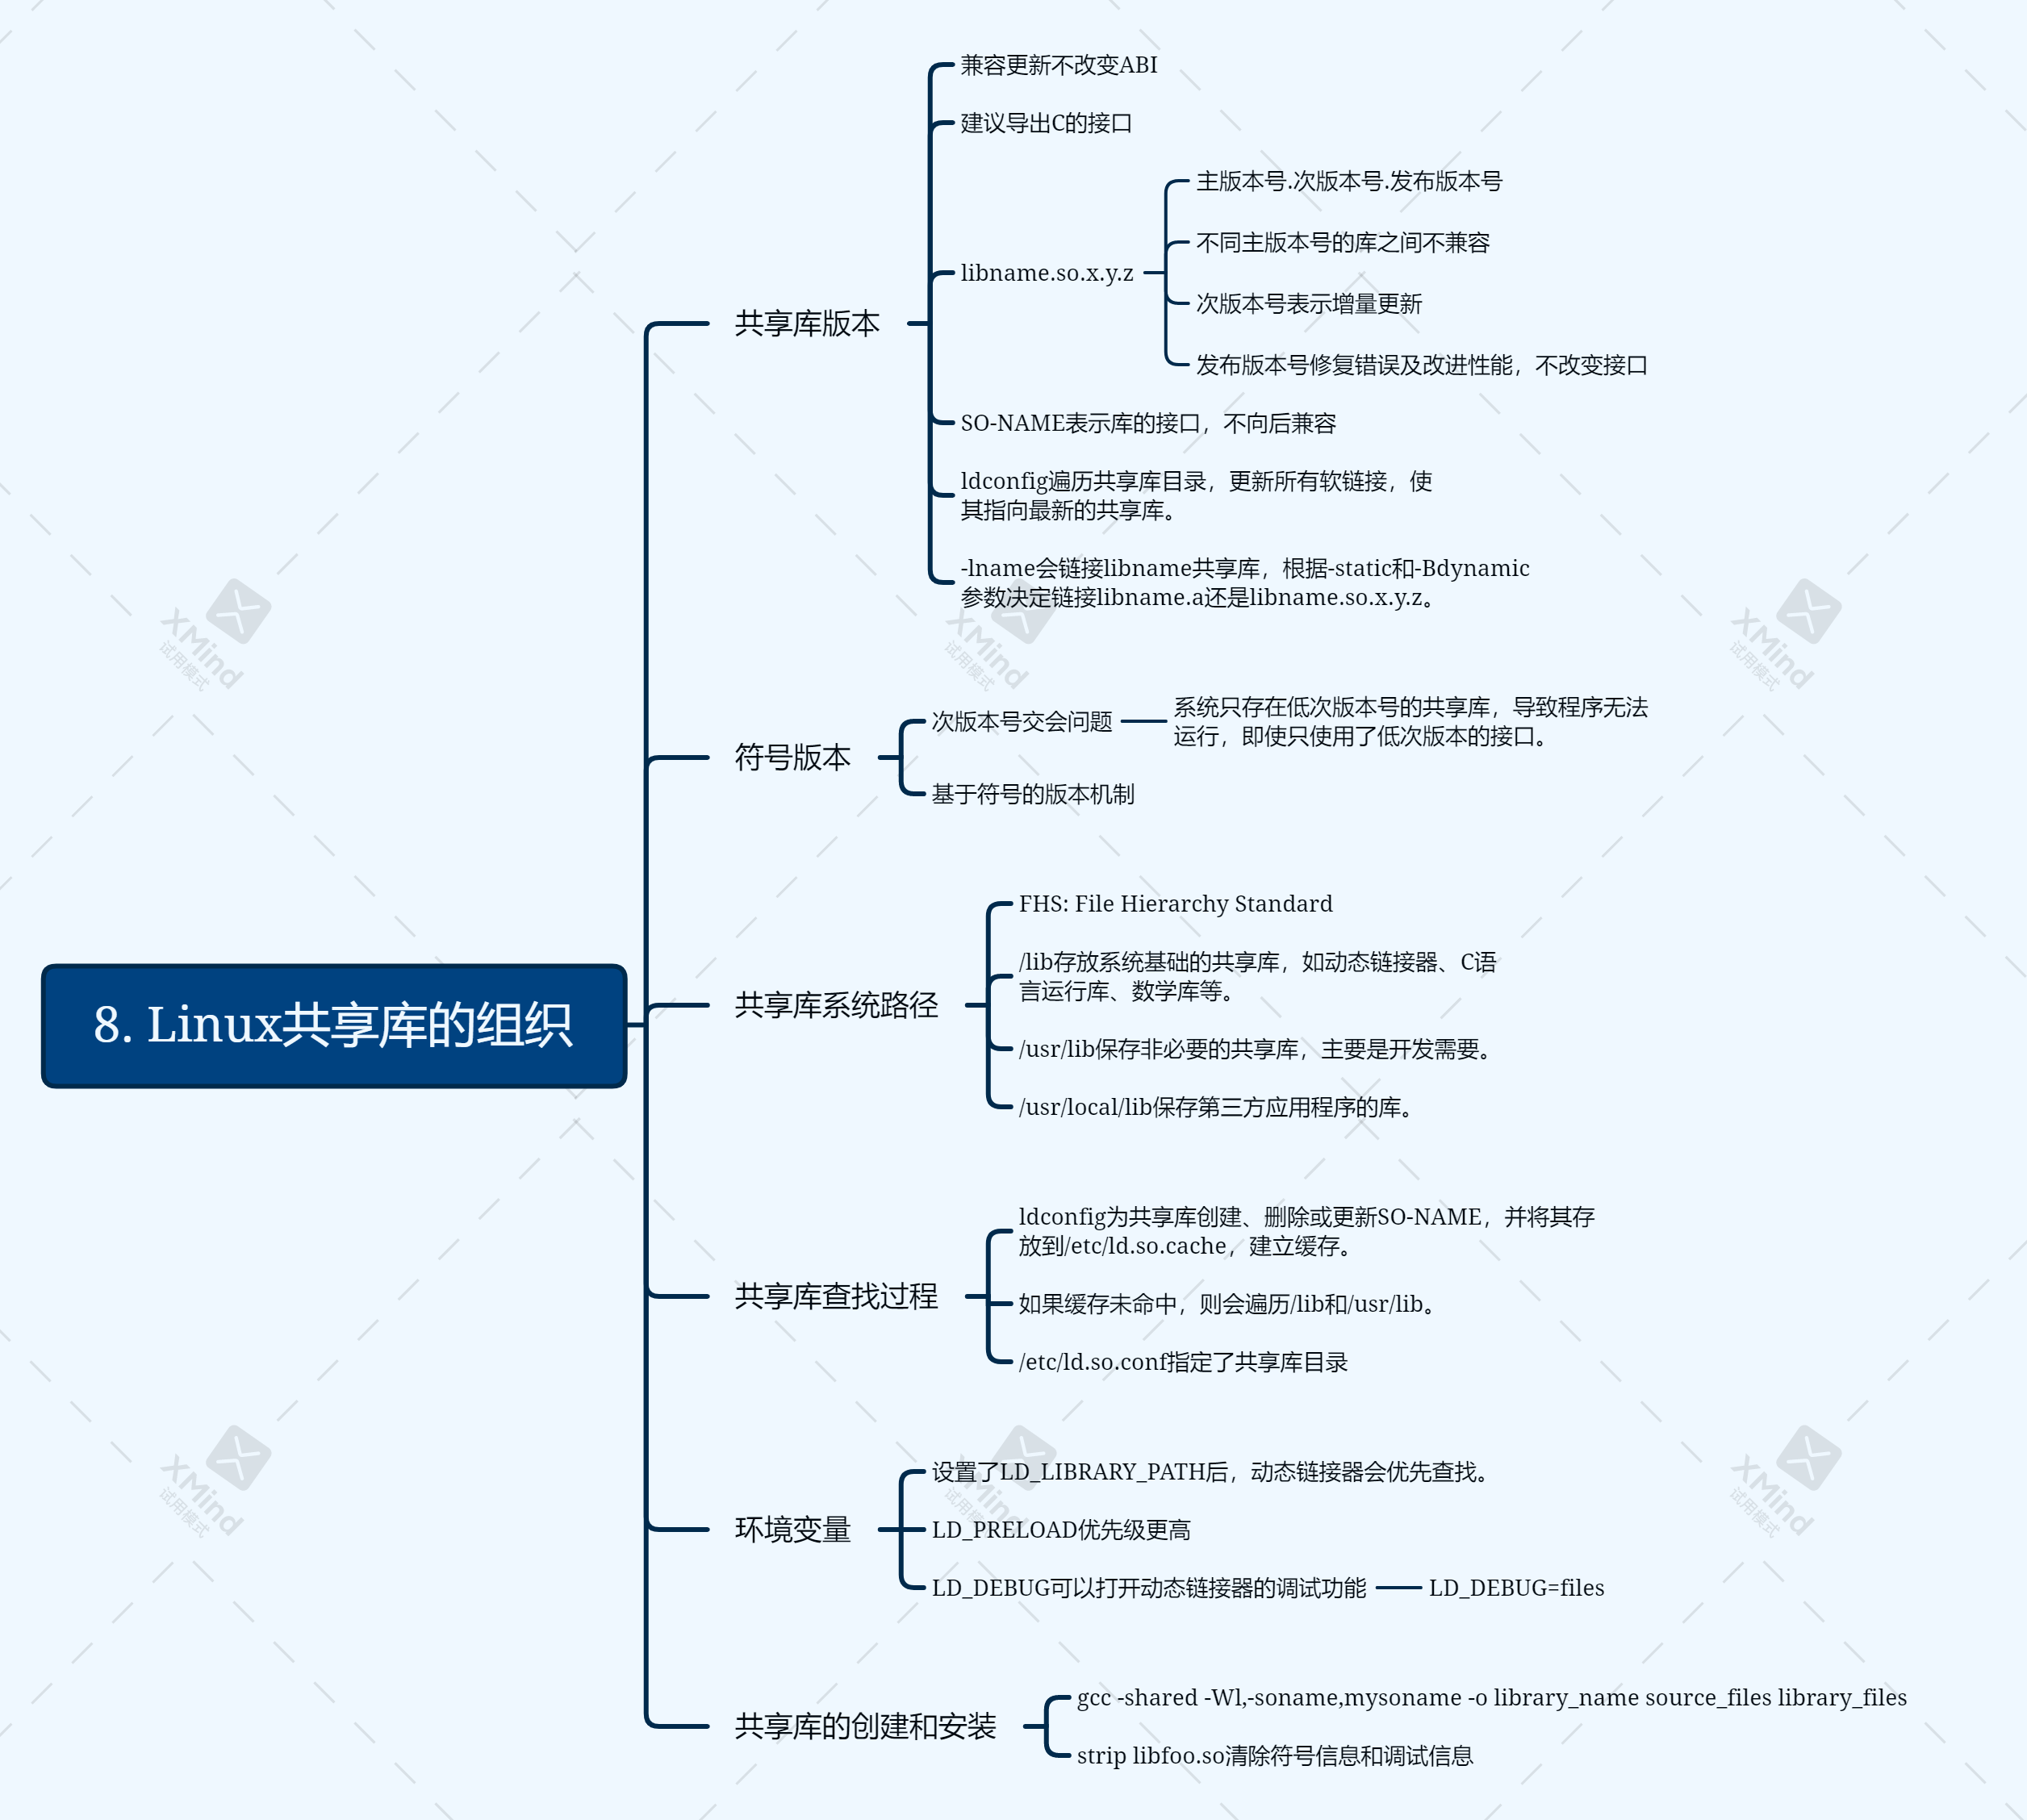 8. Linux共享库的组织
共享库版本
兼容更新不改变ABI
建议导出C的接口
libname.so.x.y.z
主版本号.次版本号.发布版本号
不同主版本号的库之间不兼容
次版本号表示增量更新
发布版本号修复错误及改进性能，不改变接口
SO-NAME表示库的接口，不向后兼容
ldconfig遍历共享库目录，更新所有软链接，使
其指向最新的共享库。
-lname会链接libname共享库，根据-static和-Bdynamic
参数决定链接libname.a还是libname.so.x.y.z。
符号版本
次版本号交会问题
系统只存在低次版本号的共享库，导致程序无法
运行，即使只使用了低次版本的接口。
基于符号的版本机制
共享库系统路径
FHS: File Hierarchy Standard
/lib存放系统基础的共享库，如动态链接器、C语
言运行库、数学库等。
/usr/lib保存非必要的共享库，主要是开发需要。
/usr/local/lib保存第三方应用程序的库。
共享库查找过程
ldconfig为共享库创建、删除或更新SO-NAME，并将其存
放到/etc/ld.so.cache，建立缓存。
如果缓存未命中，则会遍历/lib和/usr/lib。
/etc/ld.so.conf指定了共享库目录
环境变量
设置了LD_LIBRARY_PATH后，动态链接器会优先查找。
LD_PRELOAD优先级更高
LD_DEBUG可以打开动态链接器的调试功能
LD_DEBUG=files
共享库的创建和安装
gcc -shared -Wl,-soname,mysoname -o library_name source_files library_files
strip libfoo.so清除符号信息和调试信息
XMind
试用模式
XMind
试用模式
XMind
试用模式
XMind
试用模式
XMind
试用模式
XMind
试用模式